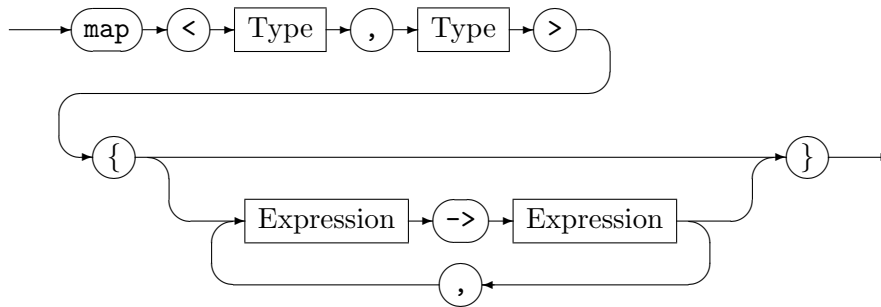 map < Type , Type >
{ }
Expression -> Expression
,